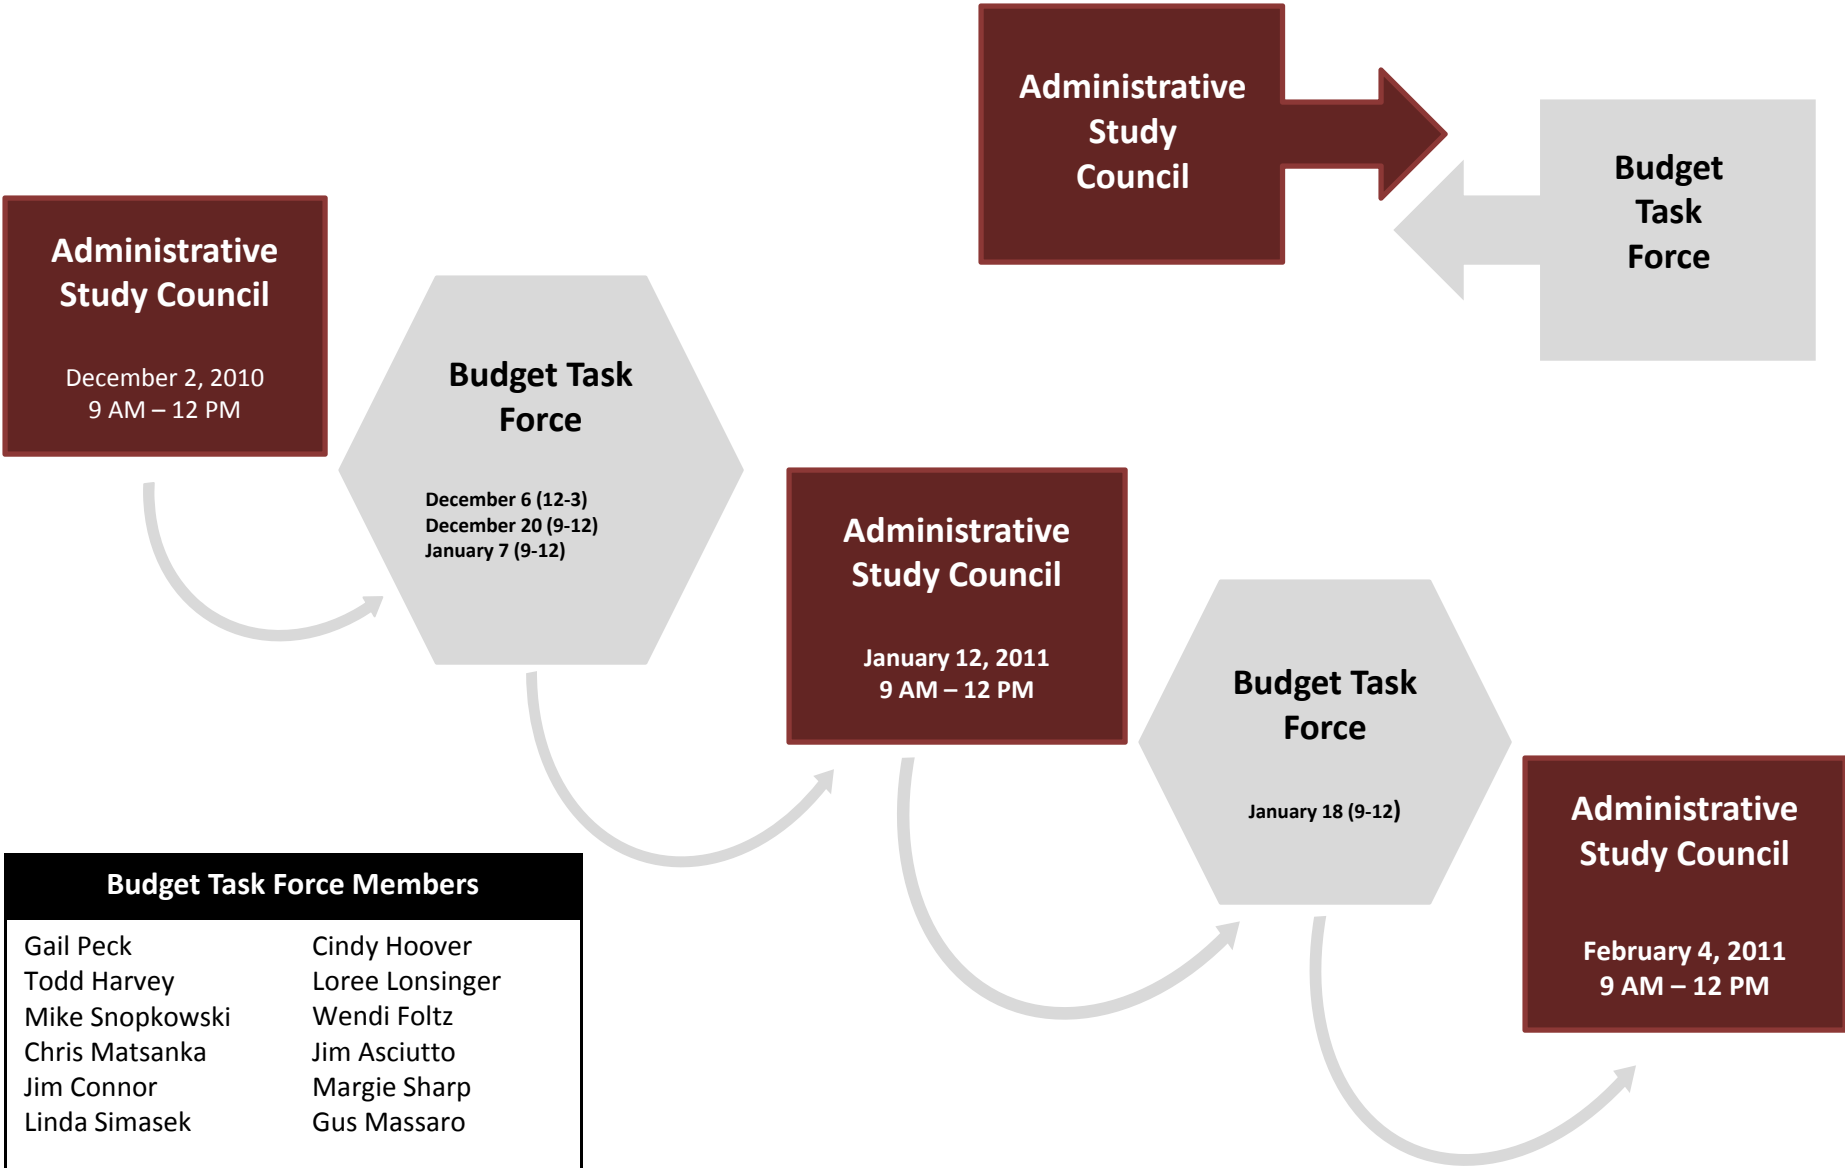 Administrative
Study
Council
Budget
Task
Force
Administrative
Study Council
December 2, 2010
9 AM – 12 PM
Budget Task
Force
December 6 (12-3)
December 20 (9-12)
January 7 (9-12)
Administrative
Study Council
January 12, 2011
9 AM – 12 PM
Budget Task
Force
January 18 (9-12)
Administrative
Study Council
February 4, 2011
9 AM – 12 PM
Budget Task Force Members
Gail Peck
Todd Harvey
Mike Snopkowski
Chris Matsanka
Jim Connor
Linda Simasek
Cindy Hoover
Loree Lonsinger
Wendi Foltz
Jim Asciutto
Margie Sharp
Gus Massaro